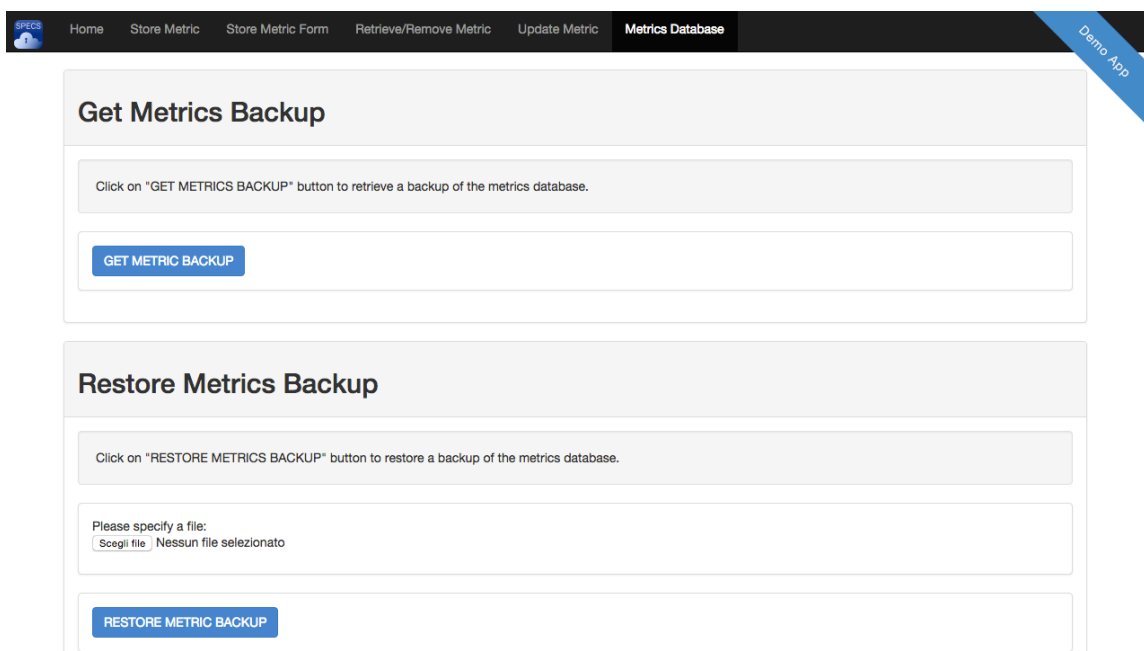 SPECS
Home Store Metric Store Metric Form Retrieve/Remove Metric Update Metric Metrics Database
Demo App
Get Metrics Backup
Click on "GET METRICS BACKUP" button to retrieve a backup of the metrics database.
GET METRIC BACKUP
Restore Metrics Backup
Click on "RESTORE METRICS BACKUP" button to restore a backup of the metrics database.
Please specify a file:
Scegli file Nessun file selezionato
RESTORE METRIC BACKUP